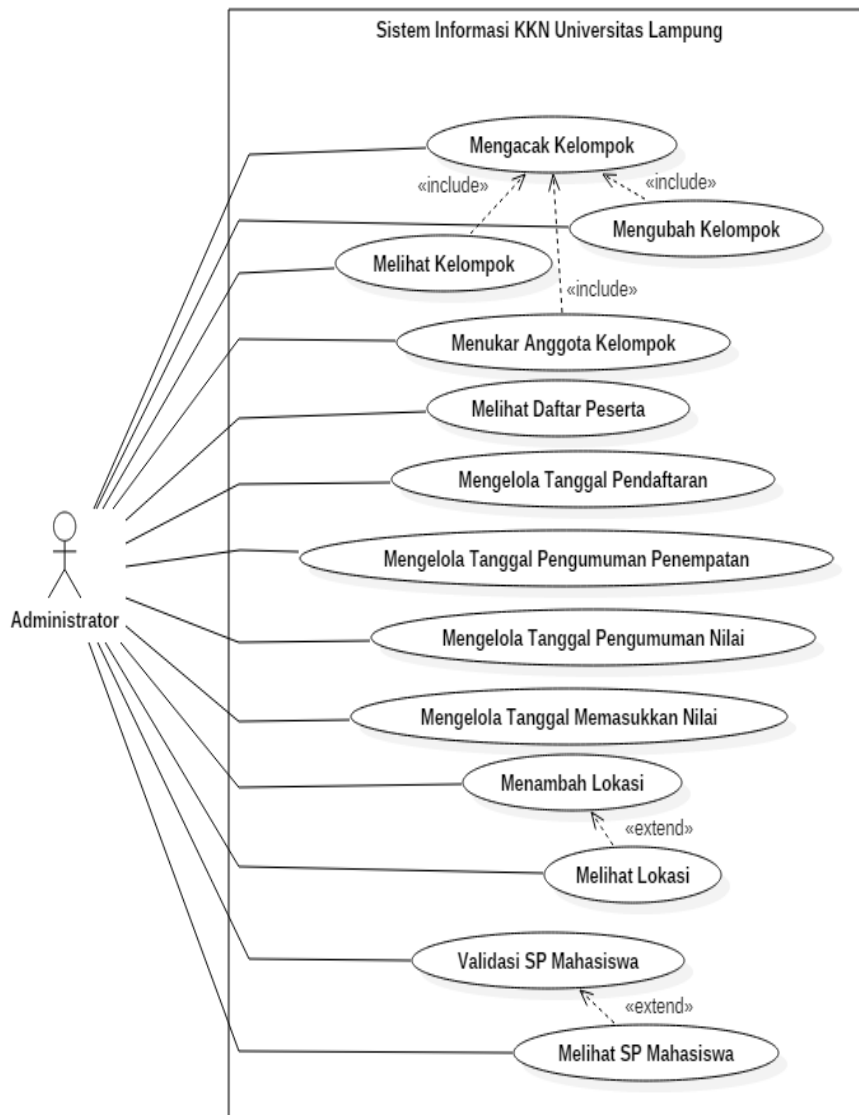 Sistem Informasi KKN Universitas Lampung
Mengacak Kelompok
«include»
«include»
Mengubah Kelompok
Melihat Kelompok
«include»
Menukar Anggota Kelompok
Melihat Daftar Peserta
Mengelola Tanggal Pendaftaran
Mengelola Tanggal Pengumuman Penempatan
Administrator
Mengelola Tanggal Pengumuman Nilai
Mengelola Tanggal Memasukkan Nilai
Menambah Lokasi
«extend»
Melihat Lokasi
Validasi SP Mahasiswa
«extend»
Melihat SP Mahasiswa